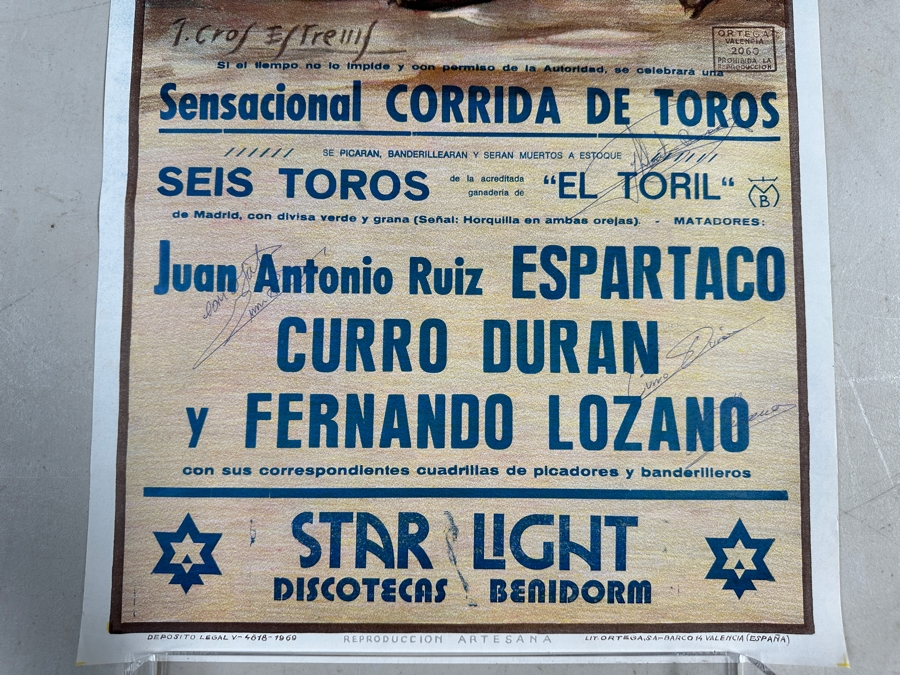 J. Cros Estrems
ORTEGA
VALENCIA
2060
PROHIBIDA LA
REPRODUCCION
Si el tiempo no lo impide y con permiso de la Autoridad, se celebrará una
Sensacional CORRIDA DE TOROS
SE PICARAN, BANDERILLEARAN Y SERAN MUERTOS A ESTOQUE
SEIS TOROS de la acreditada ganadería de "EL TORIL"
de Madrid, con divisa verde y grana (Señal: Horquilla en ambas orejas). - MATADORES:
Juan Antonio Ruiz ESPARTACO
CURRO DURAN
y FERNANDO LOZANO
con sus correspondientes cuadrillas de picadores y banderilleros
STAR LIGHT
DISCOTECAS BENIDORM
DEPOSITO LEGAL V-4618-1969 REPRODUCCION ARTESANA LIT. ORTEGA, SA-BARCO 14 VALENCIA (ESPAÑA)